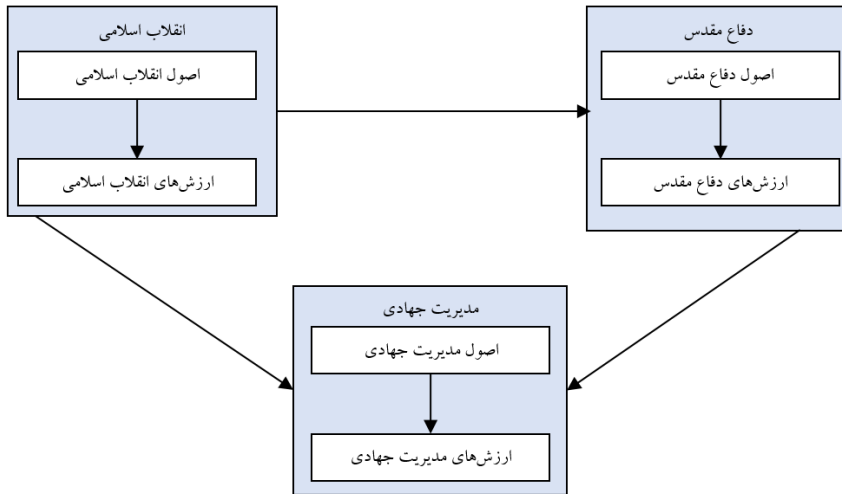 انقلاب اسلامی
اصول انقلاب اسلامی
ارزش‌های انقلاب اسلامی
دفاع مقدس
اصول دفاع مقدس
ارزش‌های دفاع مقدس
مدیریت جهادی
اصول مدیریت جهادی
ارزش‌های مدیریت جهادی